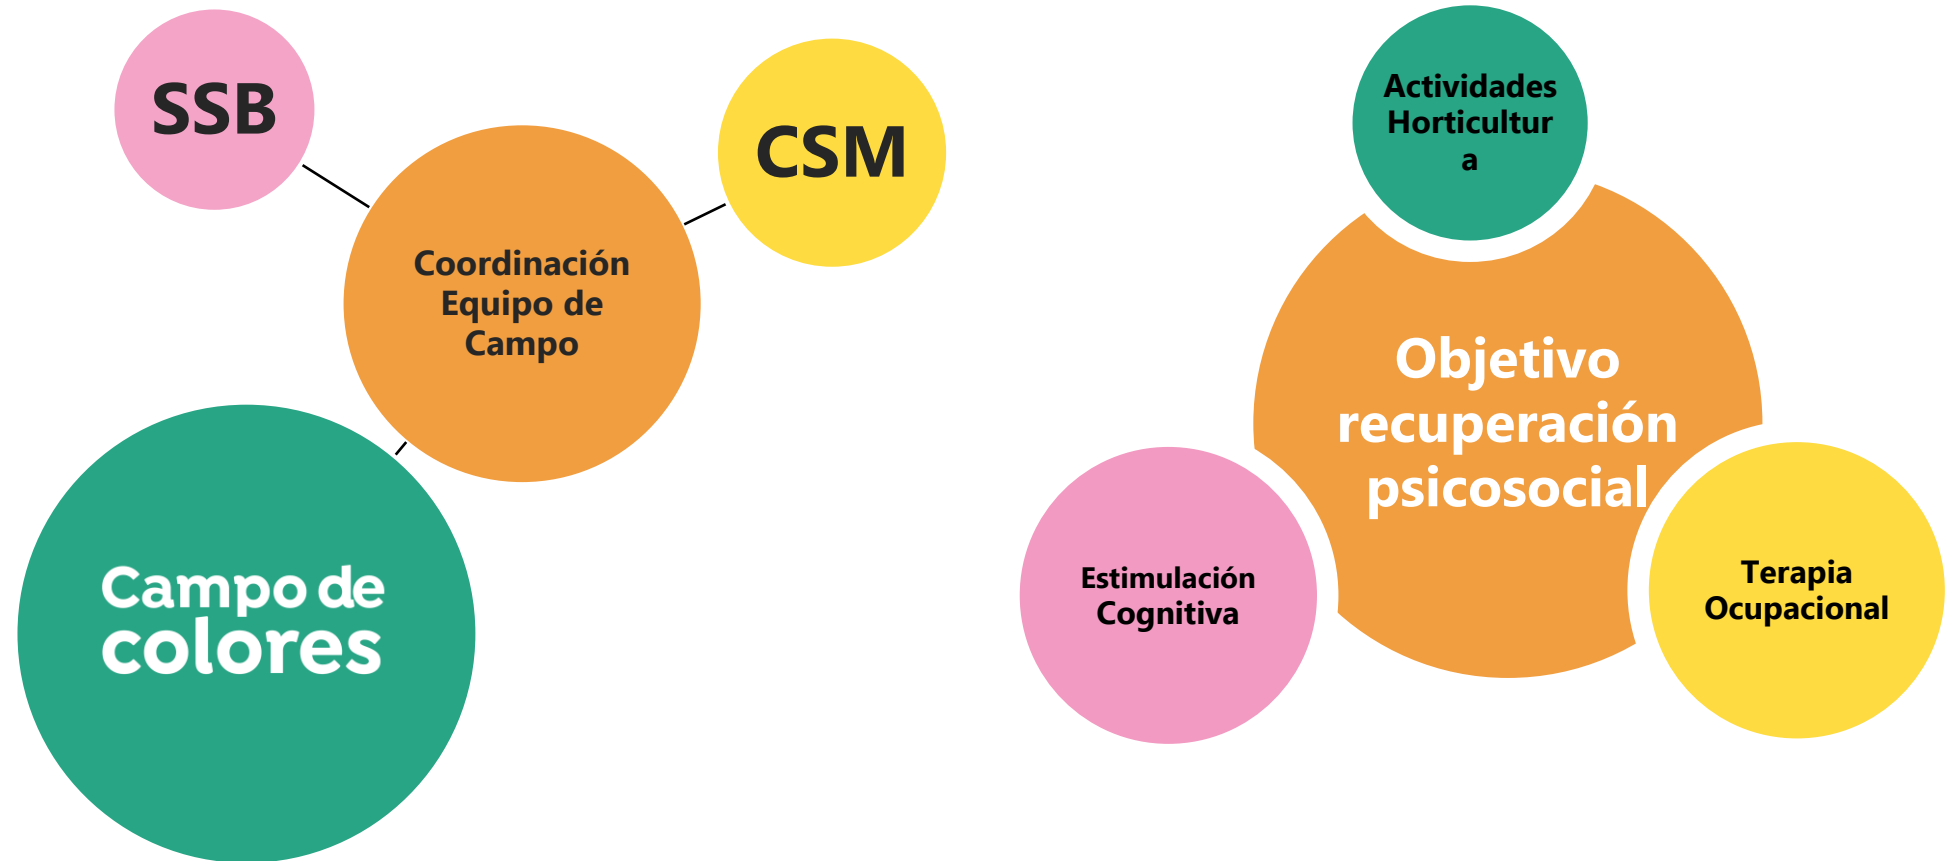 SSB
CSM
Coordinación
Equipo de
Campo
Campo de
colores
Actividades
Horticultur
a
Objetivo
recuperación
psicosocial
Estimulación
Cognitiva
Terapia
Ocupacional